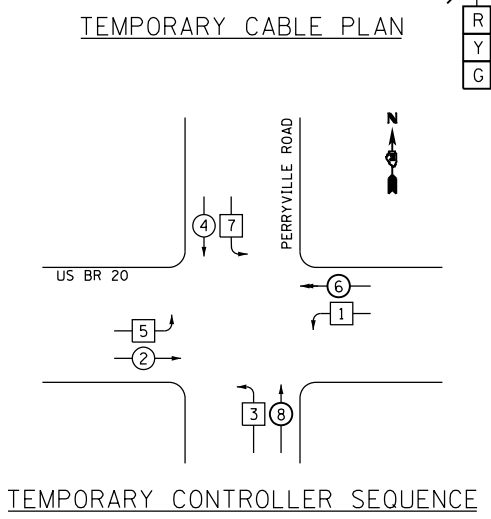 TEMPORARY CABLE PLAN
R
Y
G
PERRYVILLE ROAD
N
4 7
US BR 20
6
1
5
2
3 8
TEMPORARY CONTROLLER SEQUENCE